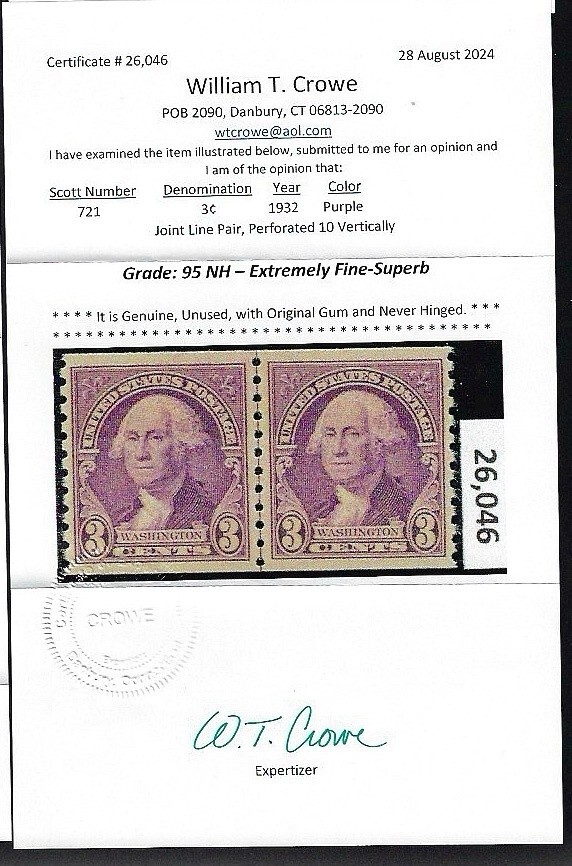 Certificate # 26,046
28 August 2024
William T. Crowe
POB 2090, Danbury, CT 06813-2090
wtcrowe@aol.com
I have examined the item illustrated below, submitted to me for an opinion and
I am of the opinion that:
Scott Number Denomination Year Color
721 3¢ 1932 Purple
Joint Line Pair, Perforated 10 Vertically
Grade: 95 NH – Extremely Fine-Superb
* * * * It is Genuine, Unused, with Original Gum and Never Hinged. * * *
* * * * * * * * * * * * * * * * * * * * * * * * * * * * * * * * * * * * * * * *
UNITED STATES POSTAGE
3 WASHINGTON 3
CENTS
UNITED STATES POSTAGE
3 WASHINGTON 3
CENTS
26,046
CROWE
W.T. Crowe
Expertizer